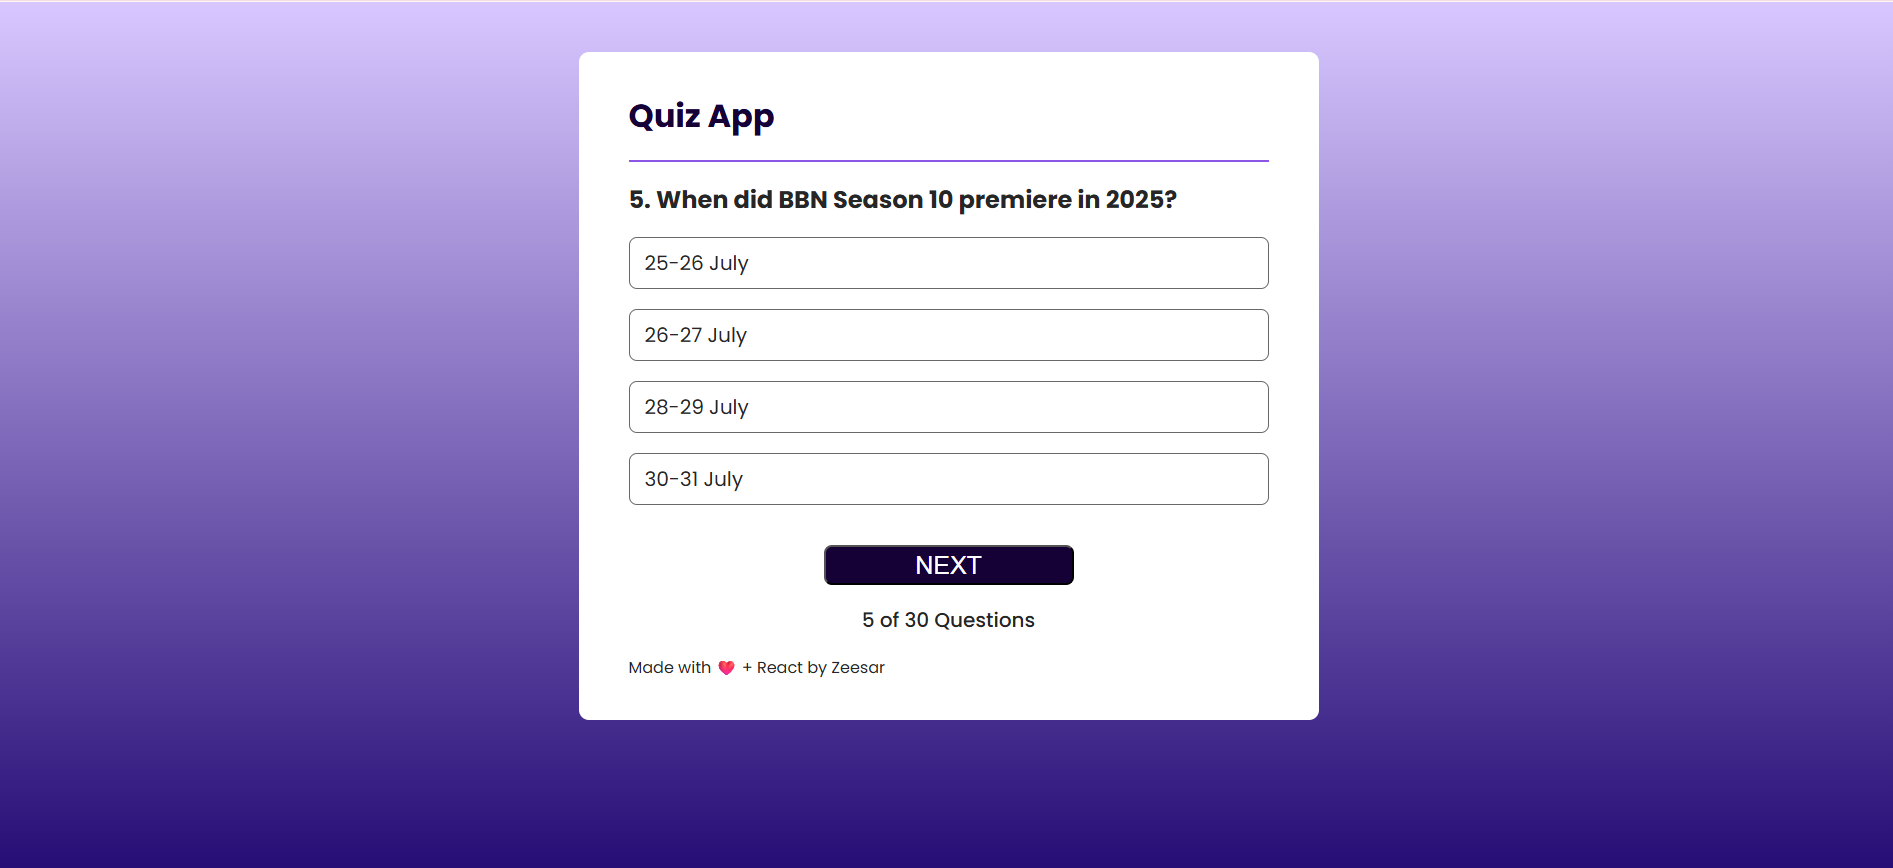 Quiz App
5. When did BBN Season 10 premiere in 2025?
25-26 July
26-27 July
28-29 July
30-31 July
NEXT
5 of 30 Questions
Made with ❤️ + React by Zeesar